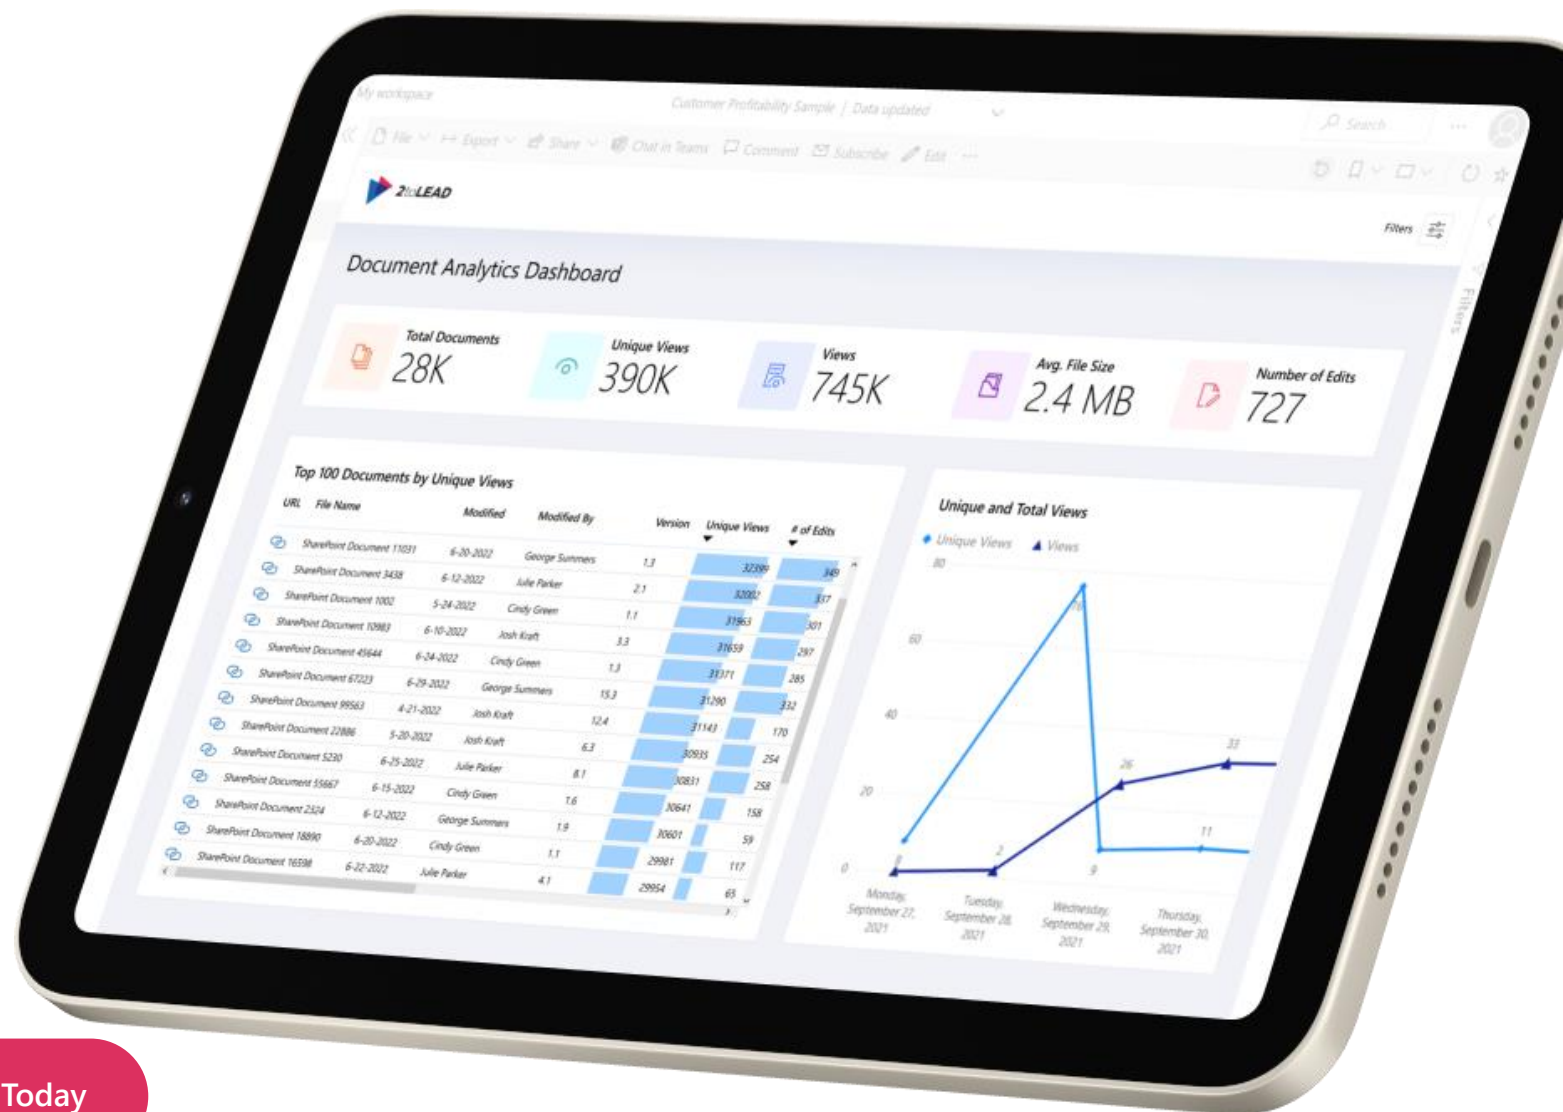 My workspace
Customer Profitability Sample | Data updated
Search
File
Export
Share
Chat in Teams
Comment
Subscribe
Edit
2toLEAD
Filters
Filters
Document Analytics Dashboard
Total Documents
28K
Unique Views
390K
Views
745K
Avg. File Size
2.4 MB
Number of Edits
727
Top 100 Documents by Unique Views
URL File Name Modified Modified By Version Unique Views # of Edits
SharePoint Document 11031 6-20-2022 George Summers 1.3 32399 349
SharePoint Document 3438 6-12-2022 Julie Parker 2.1 32002 337
SharePoint Document 1002 5-24-2022 Cindy Green 1.1 31963 301
SharePoint Document 10983 6-10-2022 Josh Kraft 3.3 31659 297
SharePoint Document 45644 6-24-2022 Cindy Green 1.3 31371 285
SharePoint Document 67223 6-29-2022 George Summers 15.3 31290 332
SharePoint Document 99563 4-21-2022 Josh Kraft 12.4 31143 170
SharePoint Document 22886 5-20-2022 Josh Kraft 6.3 30935 254
SharePoint Document 5230 6-25-2022 Julie Parker 8.1 30831 258
SharePoint Document 55667 6-15-2022 Cindy Green 1.6 30641 158
SharePoint Document 2324 6-12-2022 George Summers 1.9 30601 59
SharePoint Document 18890 6-20-2022 Cindy Green 1.1 29981 117
SharePoint Document 16598 6-22-2022 Julie Parker 4.1 29954 65
Unique and Total Views
Unique Views Views
80
60
40
20
0
2
26
33
9
11
Monday, September 27, 2021
Tuesday, September 28, 2021
Wednesday, September 29, 2021
Thursday, September 30, 2021
Today